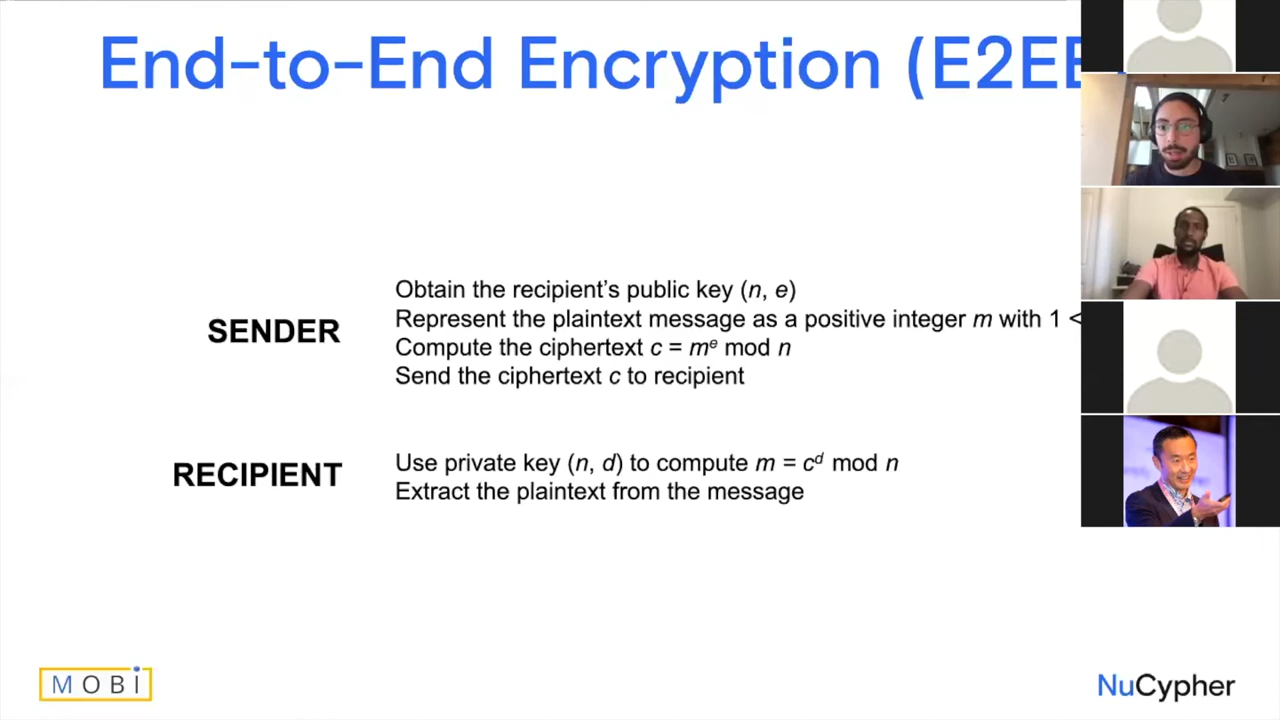 End-to-End Encryption (E2EE
SENDER
Obtain the recipient’s public key (n, e)
Represent the plaintext message as a positive integer m with 1 <
Compute the ciphertext c = mᵉ mod n
Send the ciphertext c to recipient
RECIPIENT
Use private key (n, d) to compute m = cᵈ mod n
Extract the plaintext from the message
MOBI
NuCypher